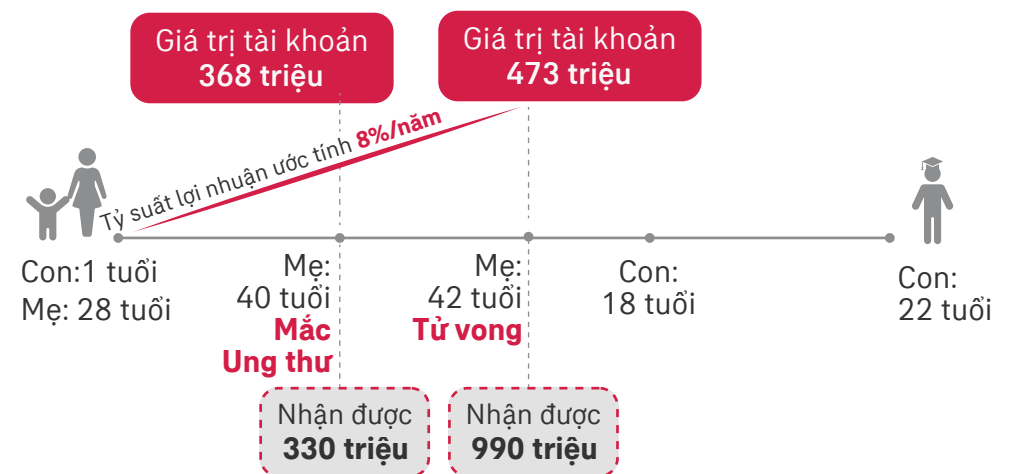 Giá trị tài khoản
368 triệu
Giá trị tài khoản
473 triệu
Tỷ suất lợi nhuận ước tính 8%/năm
Con:1 tuổi
Mẹ: 28 tuổi
Mẹ:
40 tuổi
Mắc
Ung thư
Mẹ:
42 tuổi
Tử vong
Con:
18 tuổi
Con:
22 tuổi
Nhận được
330 triệu
Nhận được
990 triệu